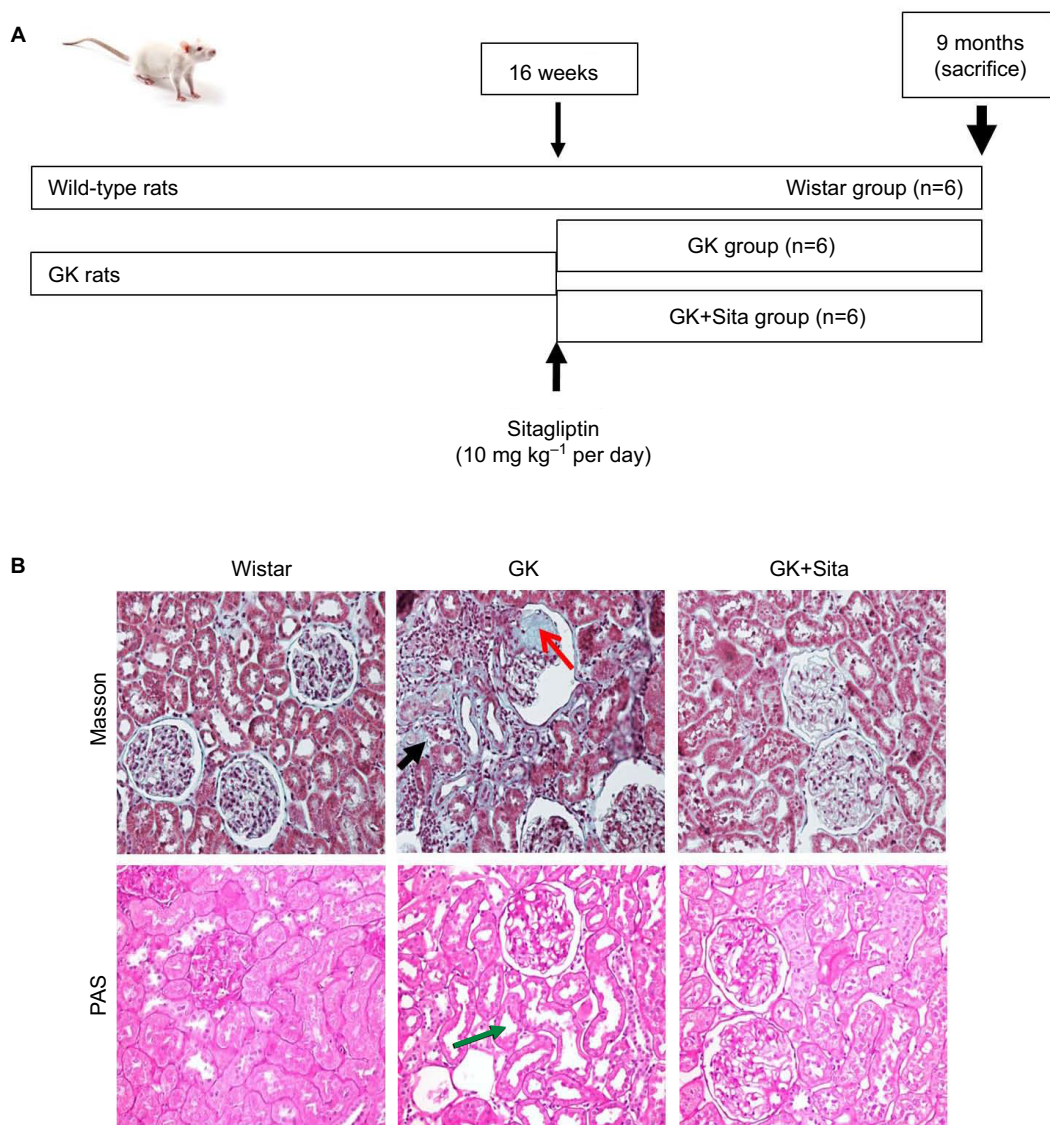 A
16 weeks
9 months
(sacrifice)
Wild-type rats
Wistar group (n=6)
GK group (n=6)
GK rats
GK+Sita group (n=6)
Sitagliptin
(10 mg kg⁻¹ per day)
B
Wistar
GK
GK+Sita
Masson
PAS